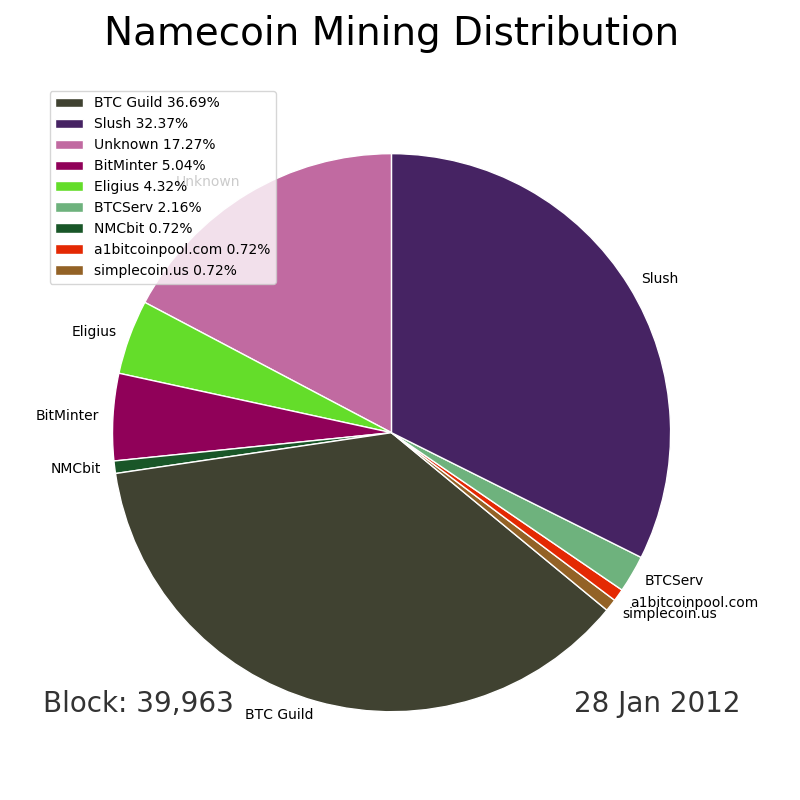 Namecoin Mining Distribution
BTC Guild 36.69%
Slush 32.37%
Unknown 17.27%
BitMinter 5.04%
Eligius 4.32%
BTCServ 2.16%
NMCbit 0.72%
a1bitcoinpool.com 0.72%
simplecoin.us 0.72%
Unknown
Slush
Eligius
BitMinter
NMCbit
BTCServ
a1bitcoinpool.com
simplecoin.us
Block: 39,963
28 Jan 2012
BTC Guild